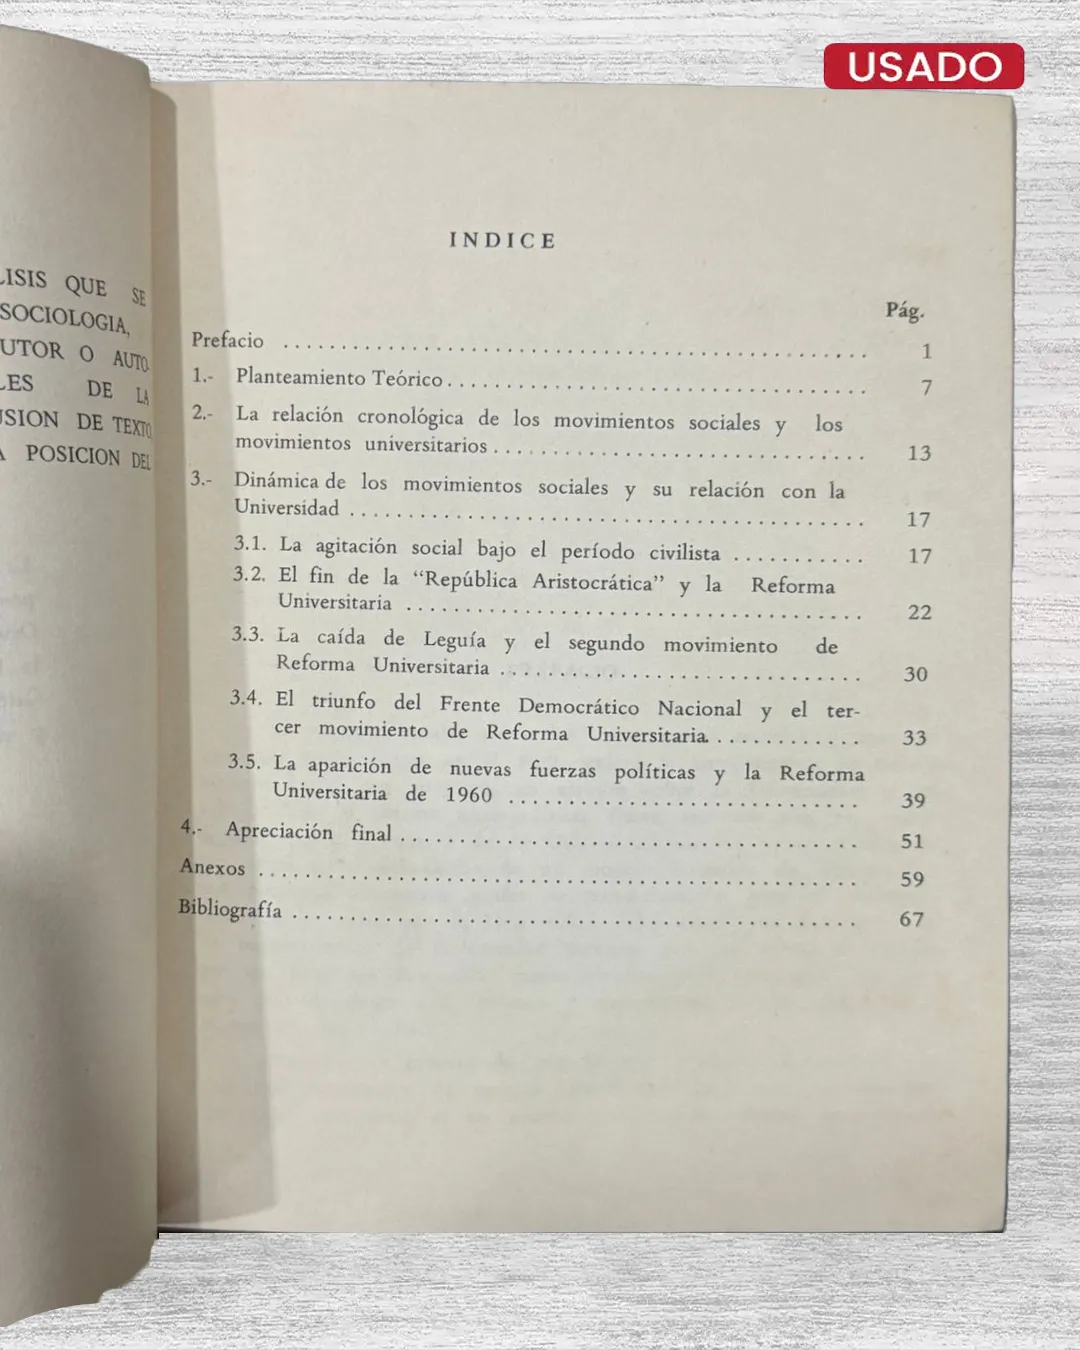 USADO
LISIS QUE SE
SOCIOLOGIA,
UTOR O AUTO
LES DE LA
USION DE TEXTO
A POSICION DEL
INDICE
Pág.
Prefacio ........................................ 1
1.- Planteamiento Teórico ........................................ 7
2.- La relación cronológica de los movimientos sociales y los
movimientos universitarios ........................................ 13
3.- Dinámica de los movimientos sociales y su relación con la
Universidad ........................................ 17
3.1. La agitación social bajo el período civilista ............ 17
3.2. El fin de la “República Aristocrática” y la Reforma
Universitaria ........................................ 22
3.3. La caída de Leguía y el segundo movimiento de
Reforma Universitaria ........................................ 30
3.4. El triunfo del Frente Democrático Nacional y el ter-
cer movimiento de Reforma Universitaria ............ 33
3.5. La aparición de nuevas fuerzas políticas y la Reforma
Universitaria de 1960 ........................................ 39
4.- Apreciación final ........................................ 51
Anexos ........................................ 59
Bibliografía ........................................ 67